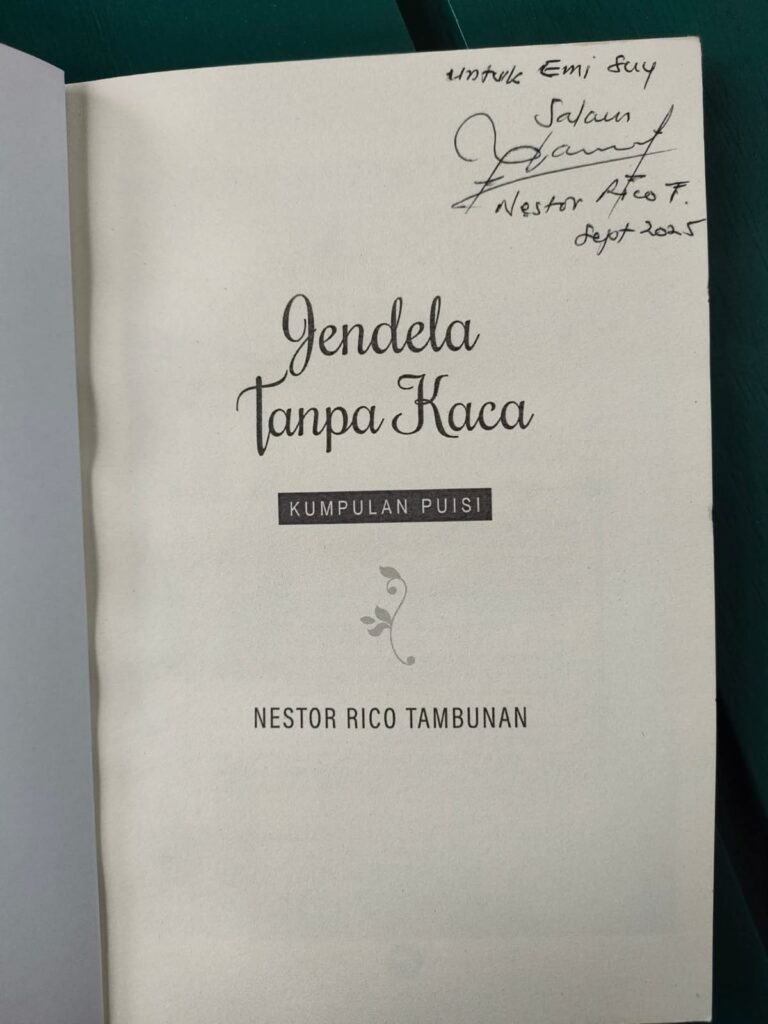 untuk Emi Suy
Salam
Nestor Rico T.
Sept 2025
Jendela
Tanpa Kaca
KUMPULAN PUISI
NESTOR RICO TAMBUNAN